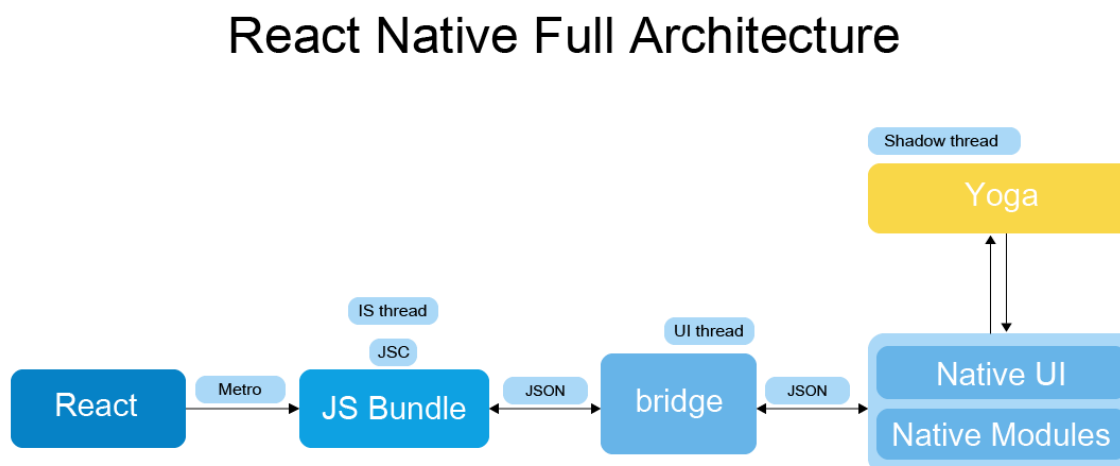 React Native Full Architecture
Shadow thread
Yoga
IS thread
UI thread
JSC
React
Metro
JS Bundle
JSON
bridge
JSON
Native UI
Native Modules